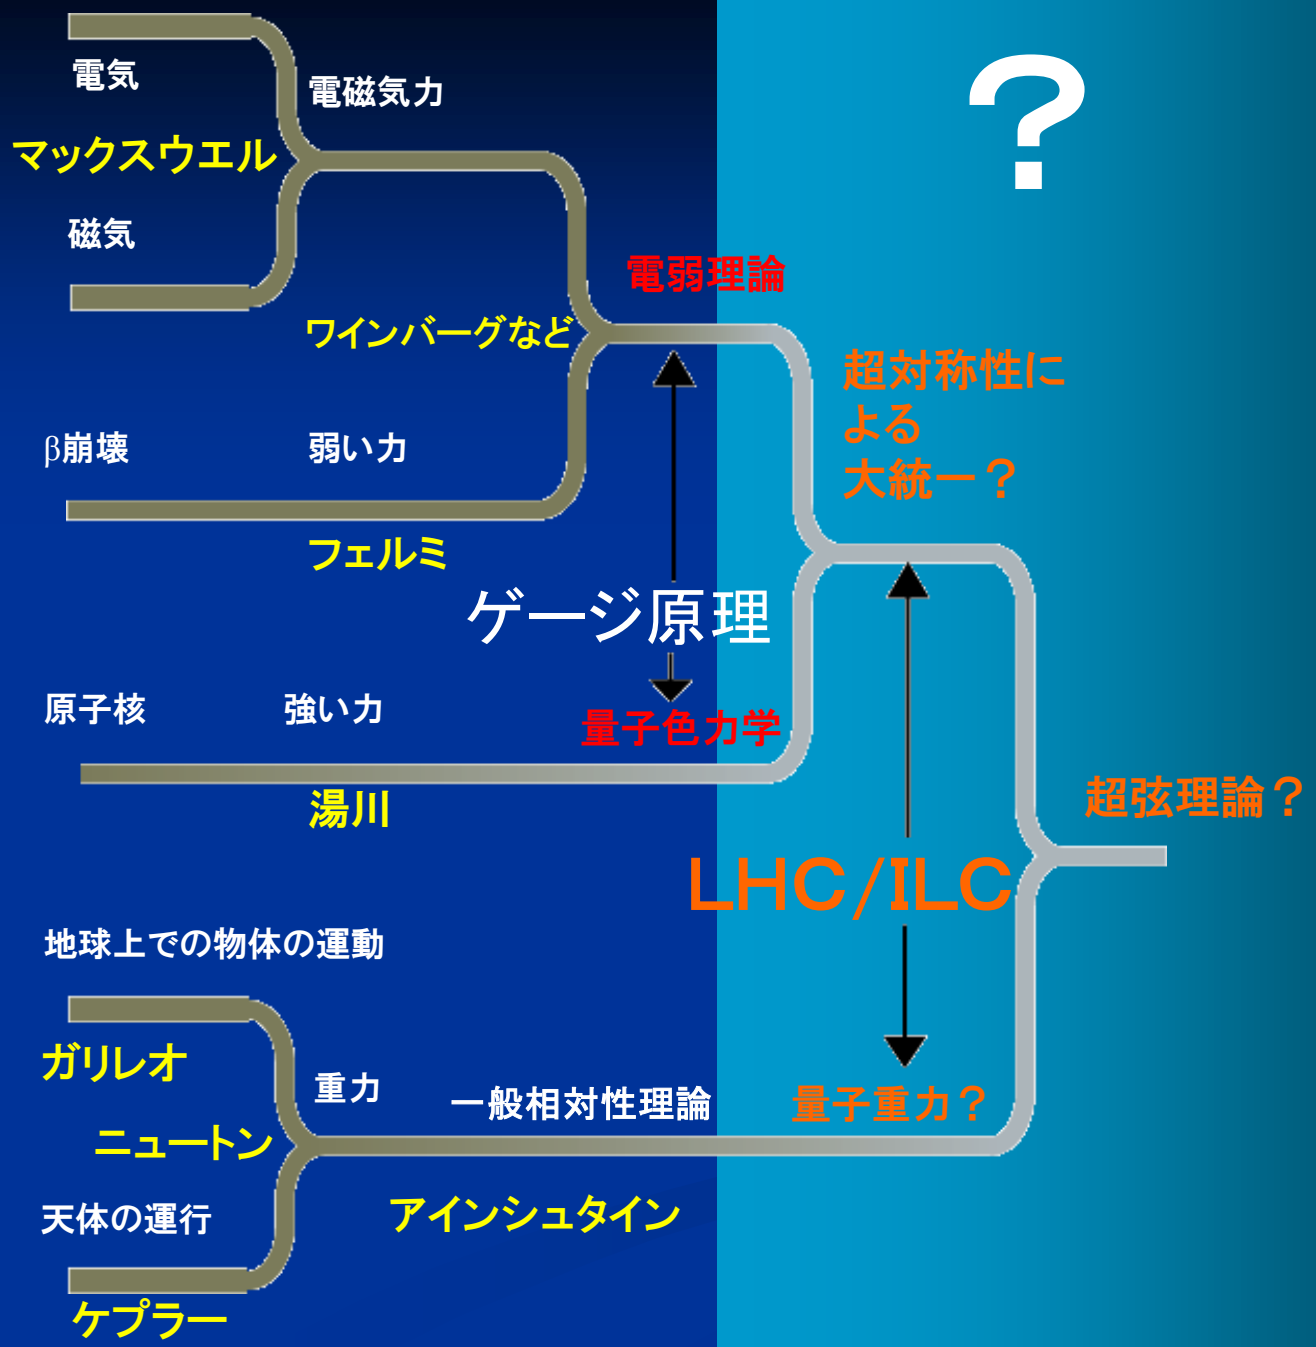 電気
電磁気力
マックスウエル
磁気
?
電弱理論
ワインバーグなど
超対称性に
よる
大統一？
β崩壊
弱い力
フェルミ
ゲージ原理
原子核
強い力
量子色力学
湯川
超弦理論？
LHC/ILC
地球上での物体の運動
ガリレオ
重力
一般相対性理論
量子重力？
ニュートン
天体の運行
アインシュタイン
ケプラー